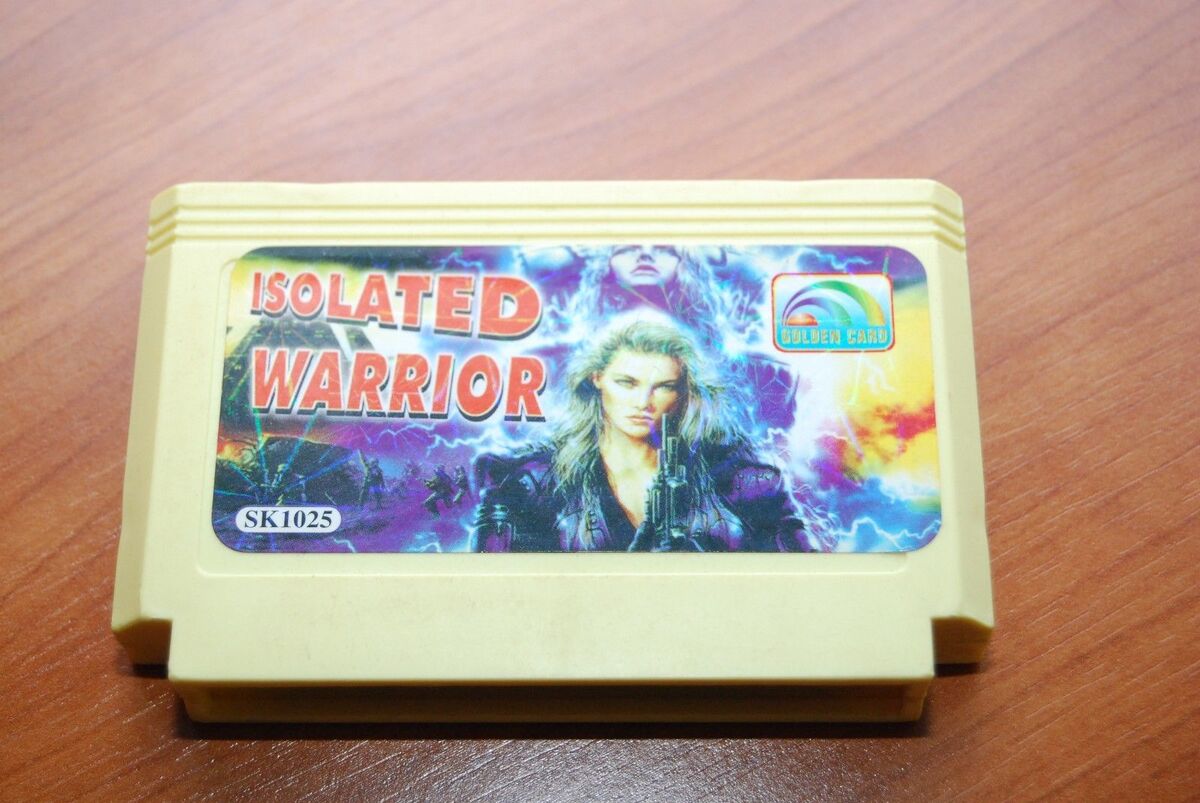 ISOLATED
WARRIOR
GOLDEN CARD
SK1025